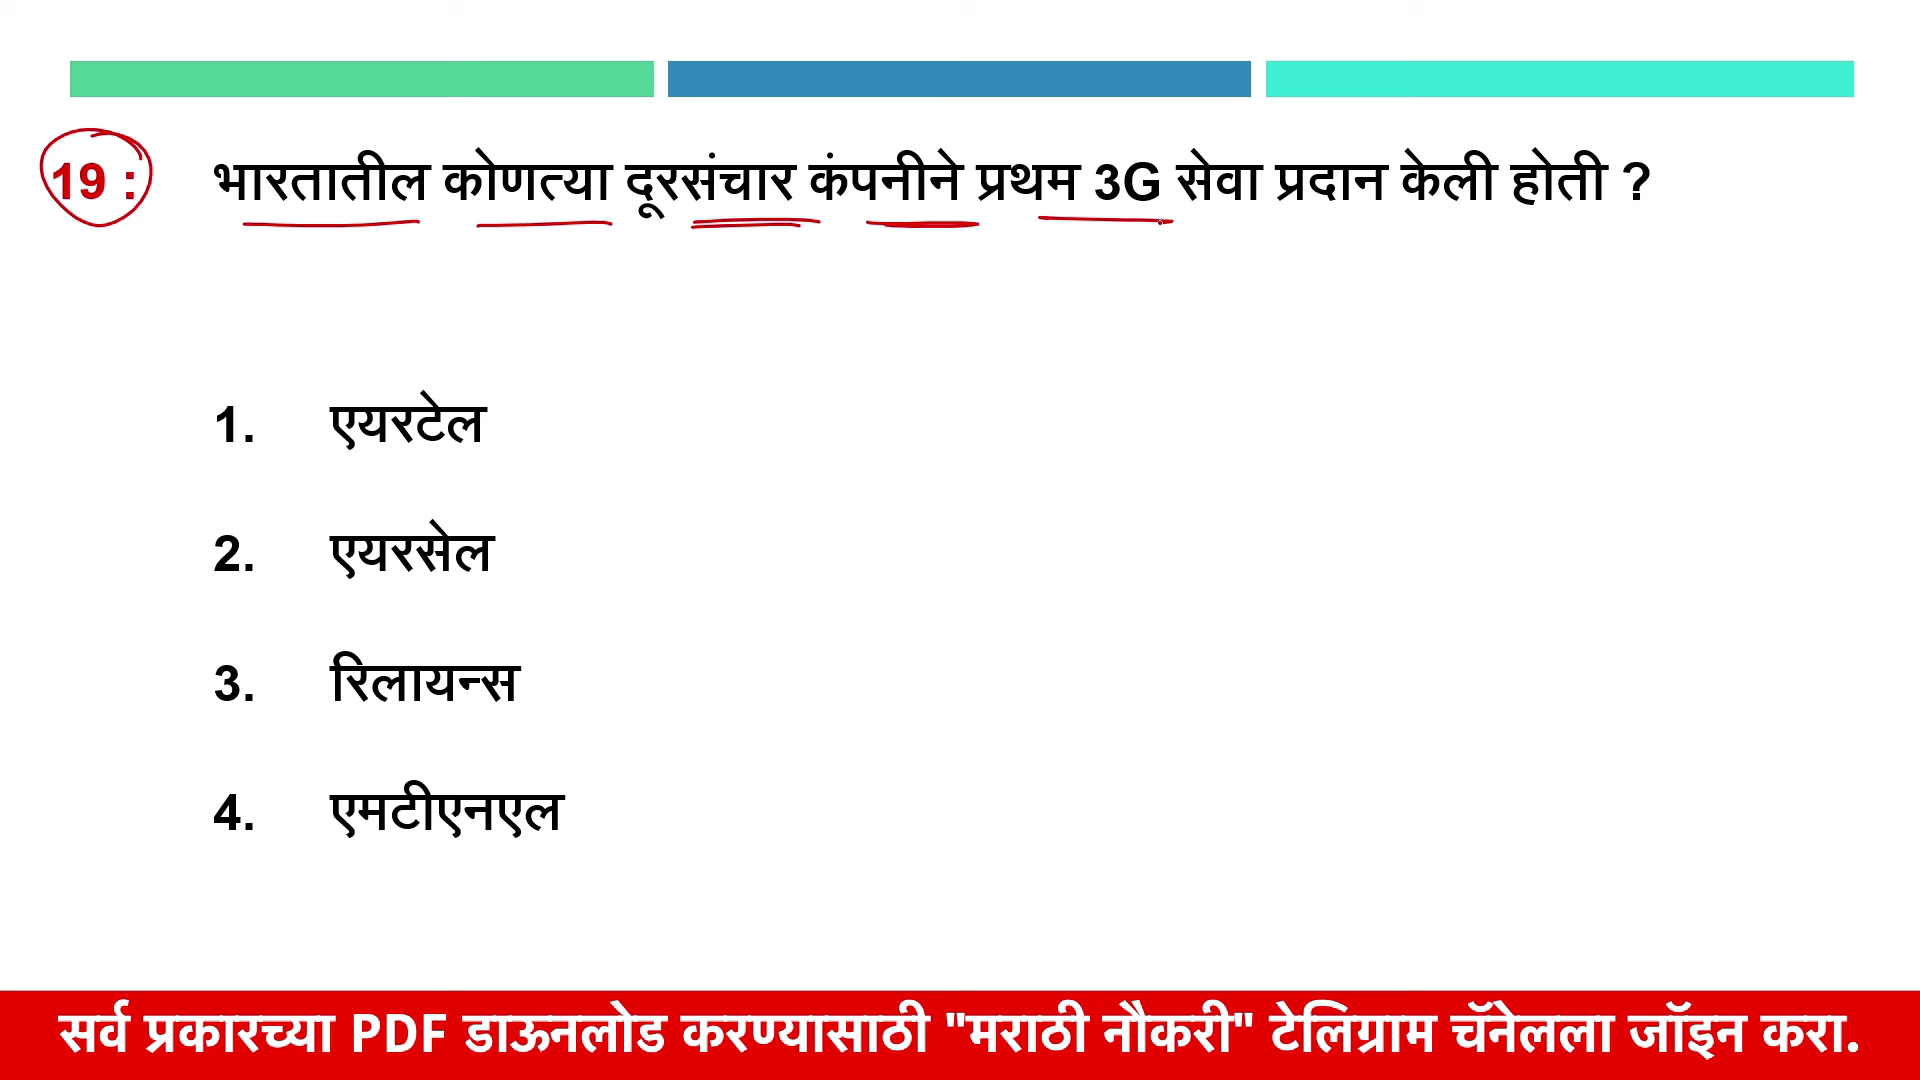 19 : भारतातील कोणत्या दूरसंचार कंपनीने प्रथम 3G सेवा प्रदान केली होती ?
1. एयरटेल
2. एयरसेल
3. रिलायन्स
4. एमटीएनएल
सर्व प्रकारच्या PDF डाऊनलोड करण्यासाठी "मराठी नौकरी" टेलिग्राम चॅनेलला जॉइन करा.